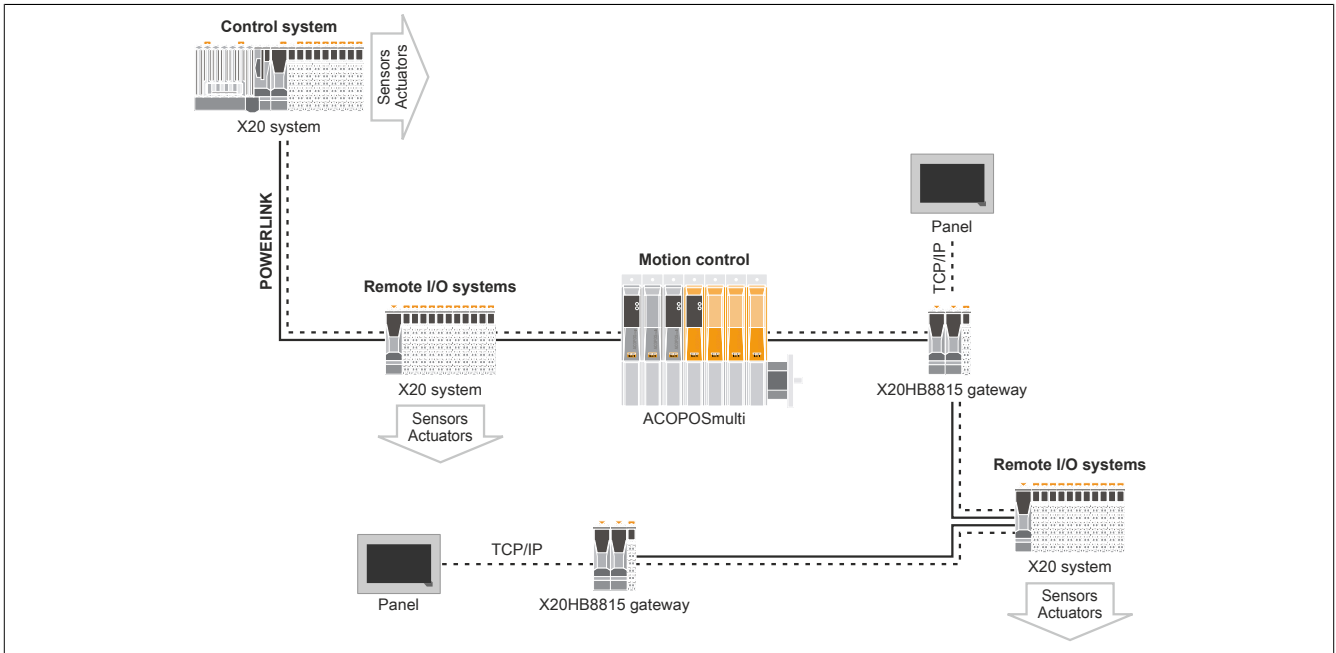 Control system
Sensors
Actuators
X20 system
POWERLINK
Panel
TCP/IP
Motion control
Remote I/O systems
X20 system
Sensors
Actuators
ACOPOSmulti
X20HB8815 gateway
Remote I/O systems
TCP/IP
X20 system
Panel
X20HB8815 gateway
Sensors
Actuators